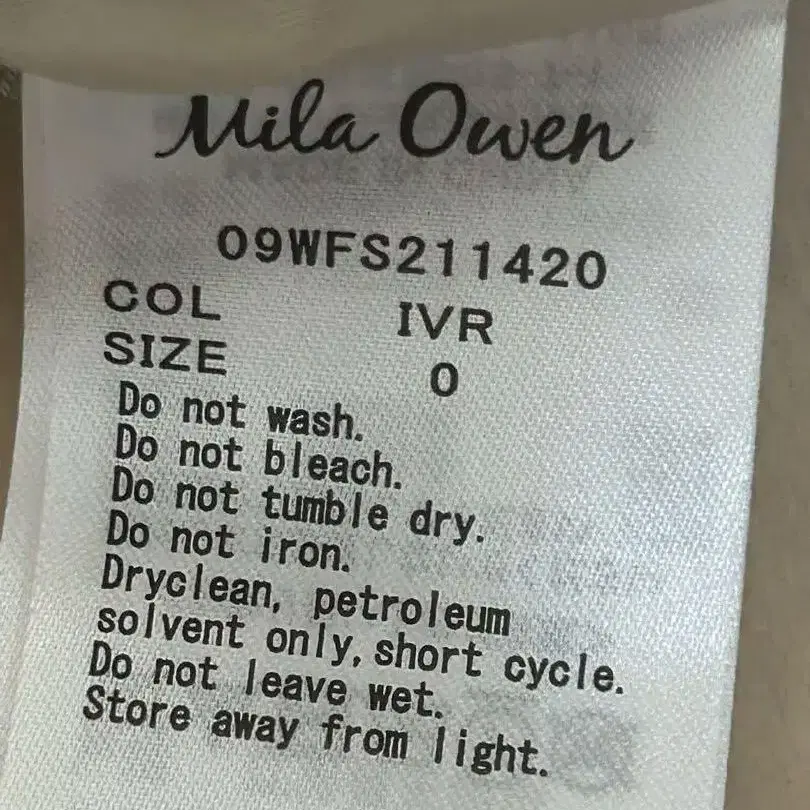 Mila Owen
09WFS211420
COL IVR
SIZE 0
Do not wash.
Do not bleach.
Do not tumble dry.
Do not iron.
Dryclean, petroleum
solvent only, short cycle.
Do not leave wet.
Store away from light.